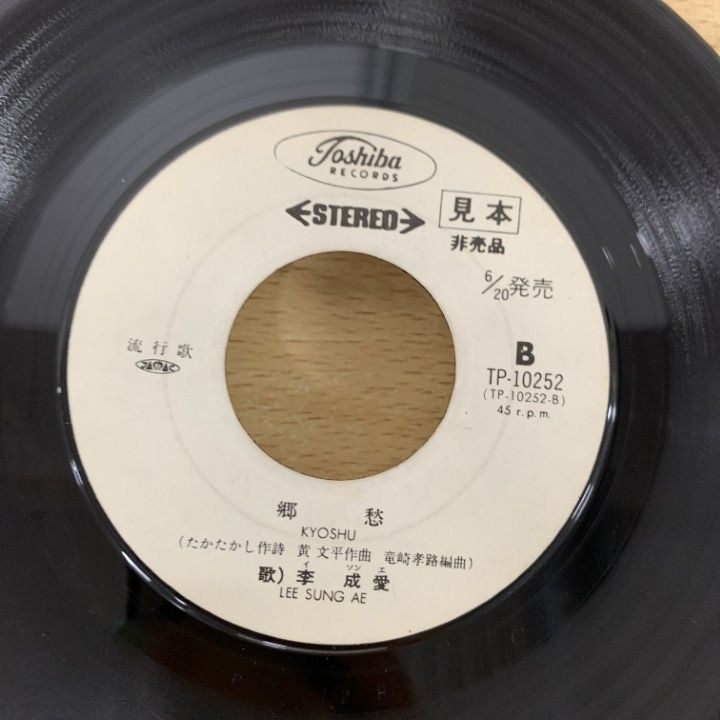 Toshiba
RECORDS
STEREO
見本
非売品
6/20発売
流行歌
JASRAC
B
TP-10252
(TP-10252-B)
45 r.p.m.
郷愁
KYOSHU
(たかたかし作詩 黄 文平作曲 竜崎孝路編曲)
イ ソン エ
歌) 李 成愛
LEE SUNG AE